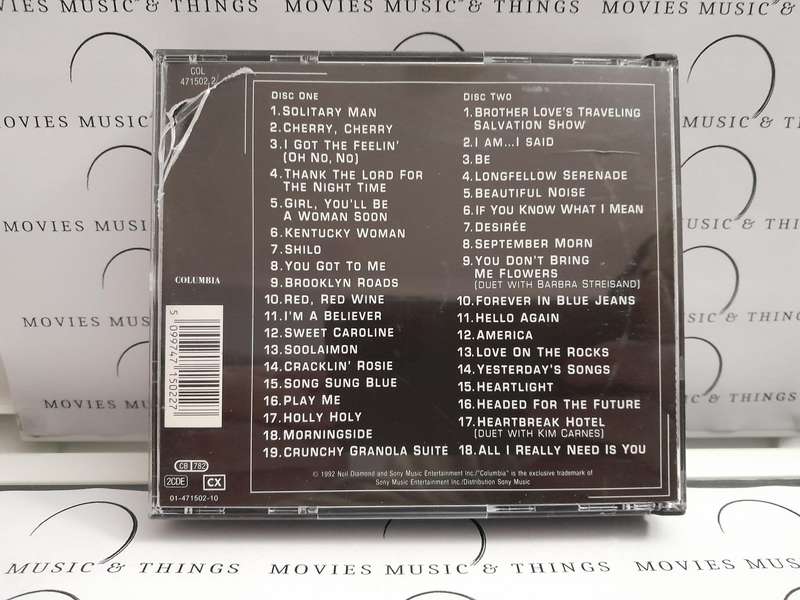 MOVIES MUSIC & THINGS
COL
471502 2
DISC ONE
1. SOLITARY MAN
2. CHERRY, CHERRY
3. I GOT THE FEELIN'
(OH NO, NO)
4. THANK THE LORD FOR
THE NIGHT TIME
5. GIRL, YOU'LL BE
A WOMAN SOON
6. KENTUCKY WOMAN
7. SHILO
8. YOU GOT TO ME
9. BROOKLYN ROADS
10. RED, RED WINE
11. I'M A BELIEVER
12. SWEET CAROLINE
13. SOOLAIMON
14. CRACKLIN' ROSIE
15. SONG SUNG BLUE
16. PLAY ME
17. HOLLY HOLY
18. MORNINGSIDE
19. CRUNCHY GRANOLA SUITE
DISC TWO
1. BROTHER LOVE'S TRAVELING
SALVATION SHOW
2. I AM...I SAID
3. BE
4. LONGFELLOW SERENADE
5. BEAUTIFUL NOISE
6. IF YOU KNOW WHAT I MEAN
7. DESIRÉE
8. SEPTEMBER MORN
9. YOU DON'T BRING
ME FLOWERS
(DUET WITH BARBRA STREISAND)
10. FOREVER IN BLUE JEANS
11. HELLO AGAIN
12. AMERICA
13. LOVE ON THE ROCKS
14. YESTERDAY'S SONGS
15. HEARTLIGHT
16. HEADED FOR THE FUTURE
17. HEARTBREAK HOTEL
(DUET WITH KIM CARNES)
18. ALL I REALLY NEED IS YOU
COLUMBIA
5 099747 150227
CB 782
2CDE CX
01-471502-10
© 1992 Neil Diamond and Sony Music Entertainment Inc./"Columbia" is the exclusive trademark of
Sony Music Entertainment Inc./Distribution Sony Music
MOVIES MUSIC & THINGS
MUSIC & THINGS
MOVIES MUSIC & THINGS